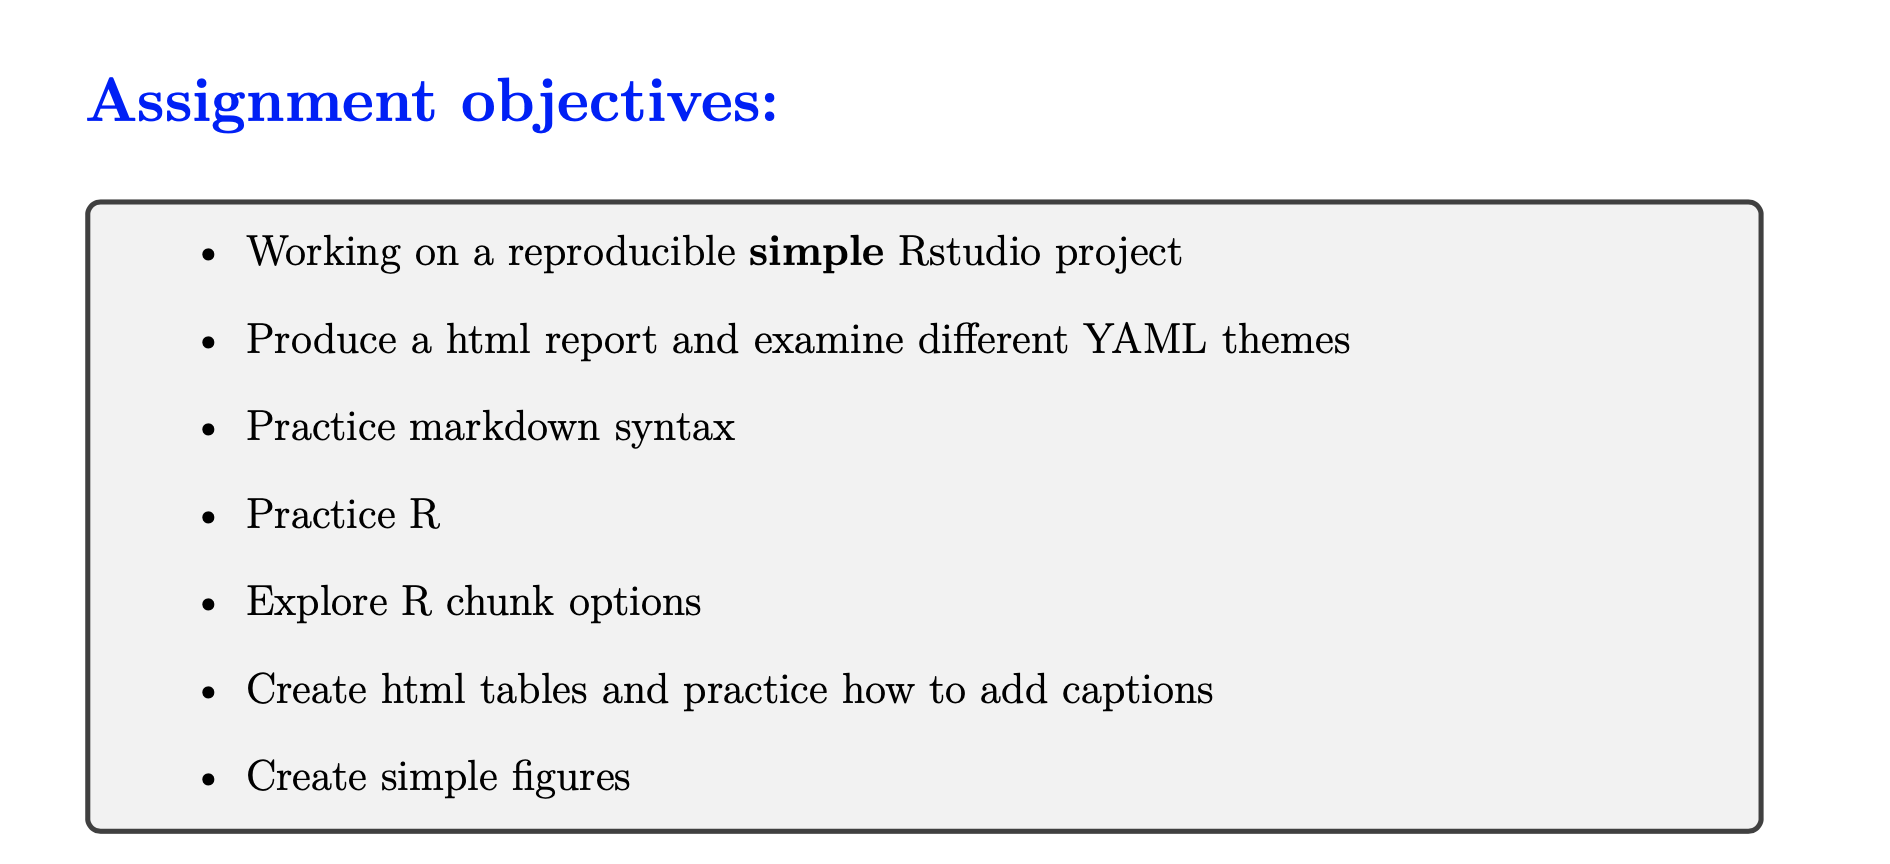 Assignment objectives:
• Working on a reproducible simple Rstudio project
• Produce a html report and examine different YAML themes
• Practice markdown syntax
• Practice R
• Explore R chunk options
• Create html tables and practice how to add captions
• Create simple figures